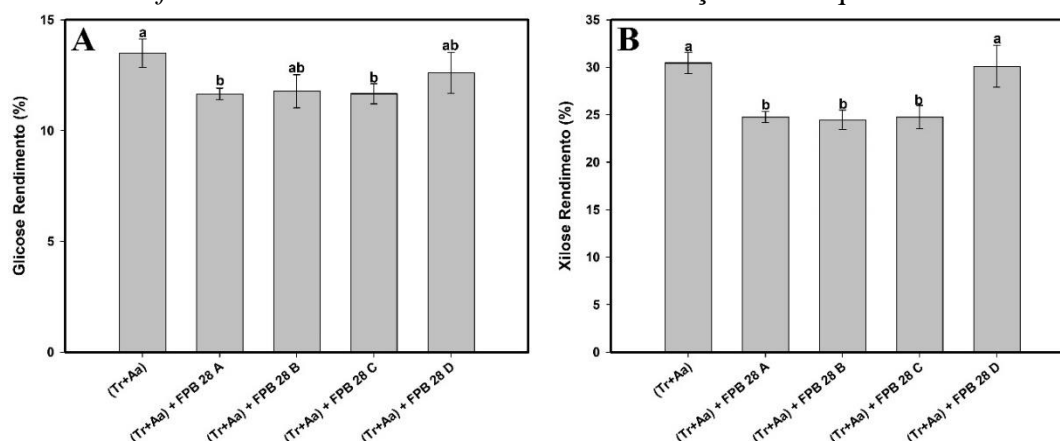 A
Glicose Rendimento (%)
15
10
5
0
a
b
ab
b
ab
(Tr+Aa)
(Tr+Aa) + FPB 28 A
(Tr+Aa) + FPB 28 B
(Tr+Aa) + FPB 28 C
(Tr+Aa) + FPB 28 D
B
Xilose Rendimento (%)
35
30
25
20
15
10
5
0
a
b
b
b
a
(Tr+Aa)
(Tr+Aa) + FPB 28 A
(Tr+Aa) + FPB 28 B
(Tr+Aa) + FPB 28 C
(Tr+Aa) + FPB 28 D